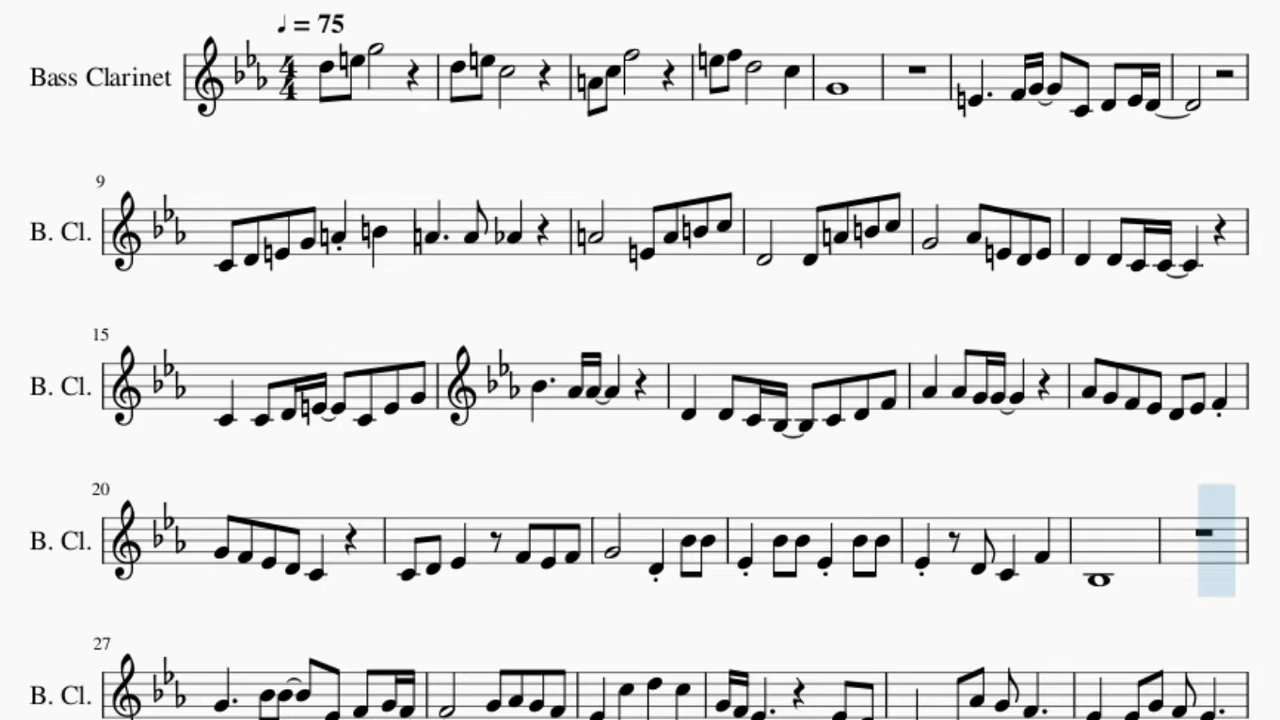 ♩ = 75
Bass Clarinet
4
4
9
B. Cl.
15
B. Cl.
20
B. Cl.
27
B. Cl.